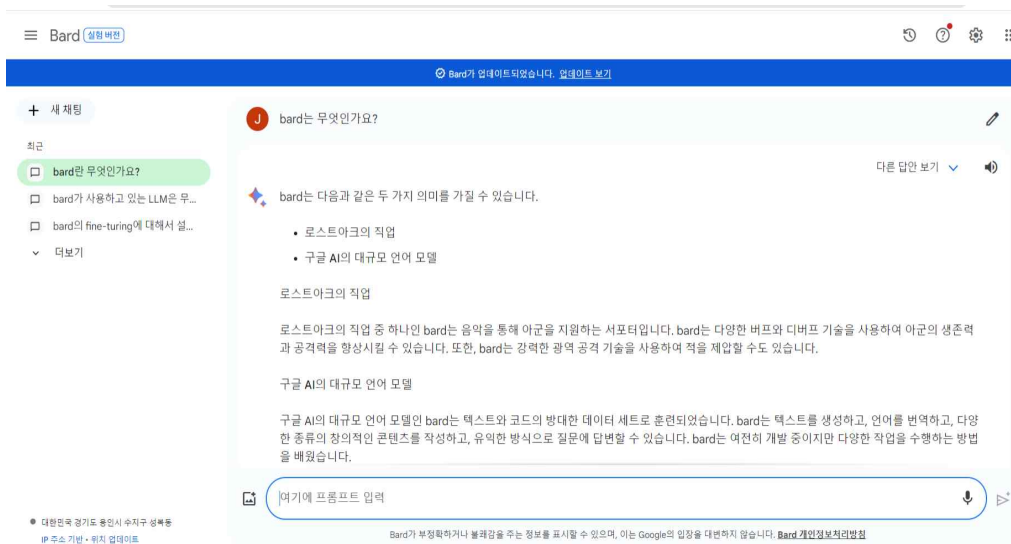 Bard 실험 버전
Bard가 업데이트되었습니다. 업데이트 보기
+ 새 채팅
최근
bard란 무엇인가요?
bard가 사용하고 있는 LLM은 무...
bard의 fine-turing에 대해서 설...
더보기
J bard는 무엇인가요?
다른 답안 보기
bard는 다음과 같은 두 가지 의미를 가질 수 있습니다.
• 로스트아크의 직업
• 구글 AI의 대규모 언어 모델
로스트아크의 직업
로스트아크의 직업 중 하나인 bard는 음악을 통해 아군을 지원하는 서포터입니다. bard는 다양한 버프와 디버프 기술을 사용하여 아군의 생존력
과 공격력을 향상시킬 수 있습니다. 또한, bard는 강력한 광역 공격 기술을 사용하여 적을 제압할 수도 있습니다.
구글 AI의 대규모 언어 모델
구글 AI의 대규모 언어 모델인 bard는 텍스트와 코드의 방대한 데이터 세트로 훈련되었습니다. bard는 텍스트를 생성하고, 언어를 번역하고, 다양
한 종류의 창의적인 콘텐츠를 작성하고, 유익한 방식으로 질문에 답변할 수 있습니다. bard는 여전히 개발 중이지만 다양한 작업을 수행하는 방법
을 배웠습니다.
여기에 프롬프트 입력
대한민국 경기도 용인시 수지구 성복동
IP 주소 기반 • 위치 업데이트
Bard가 부정확하거나 불쾌감을 주는 정보를 표시할 수 있으며, 이는 Google의 입장을 대변하지 않습니다. Bard 개인정보처리방침